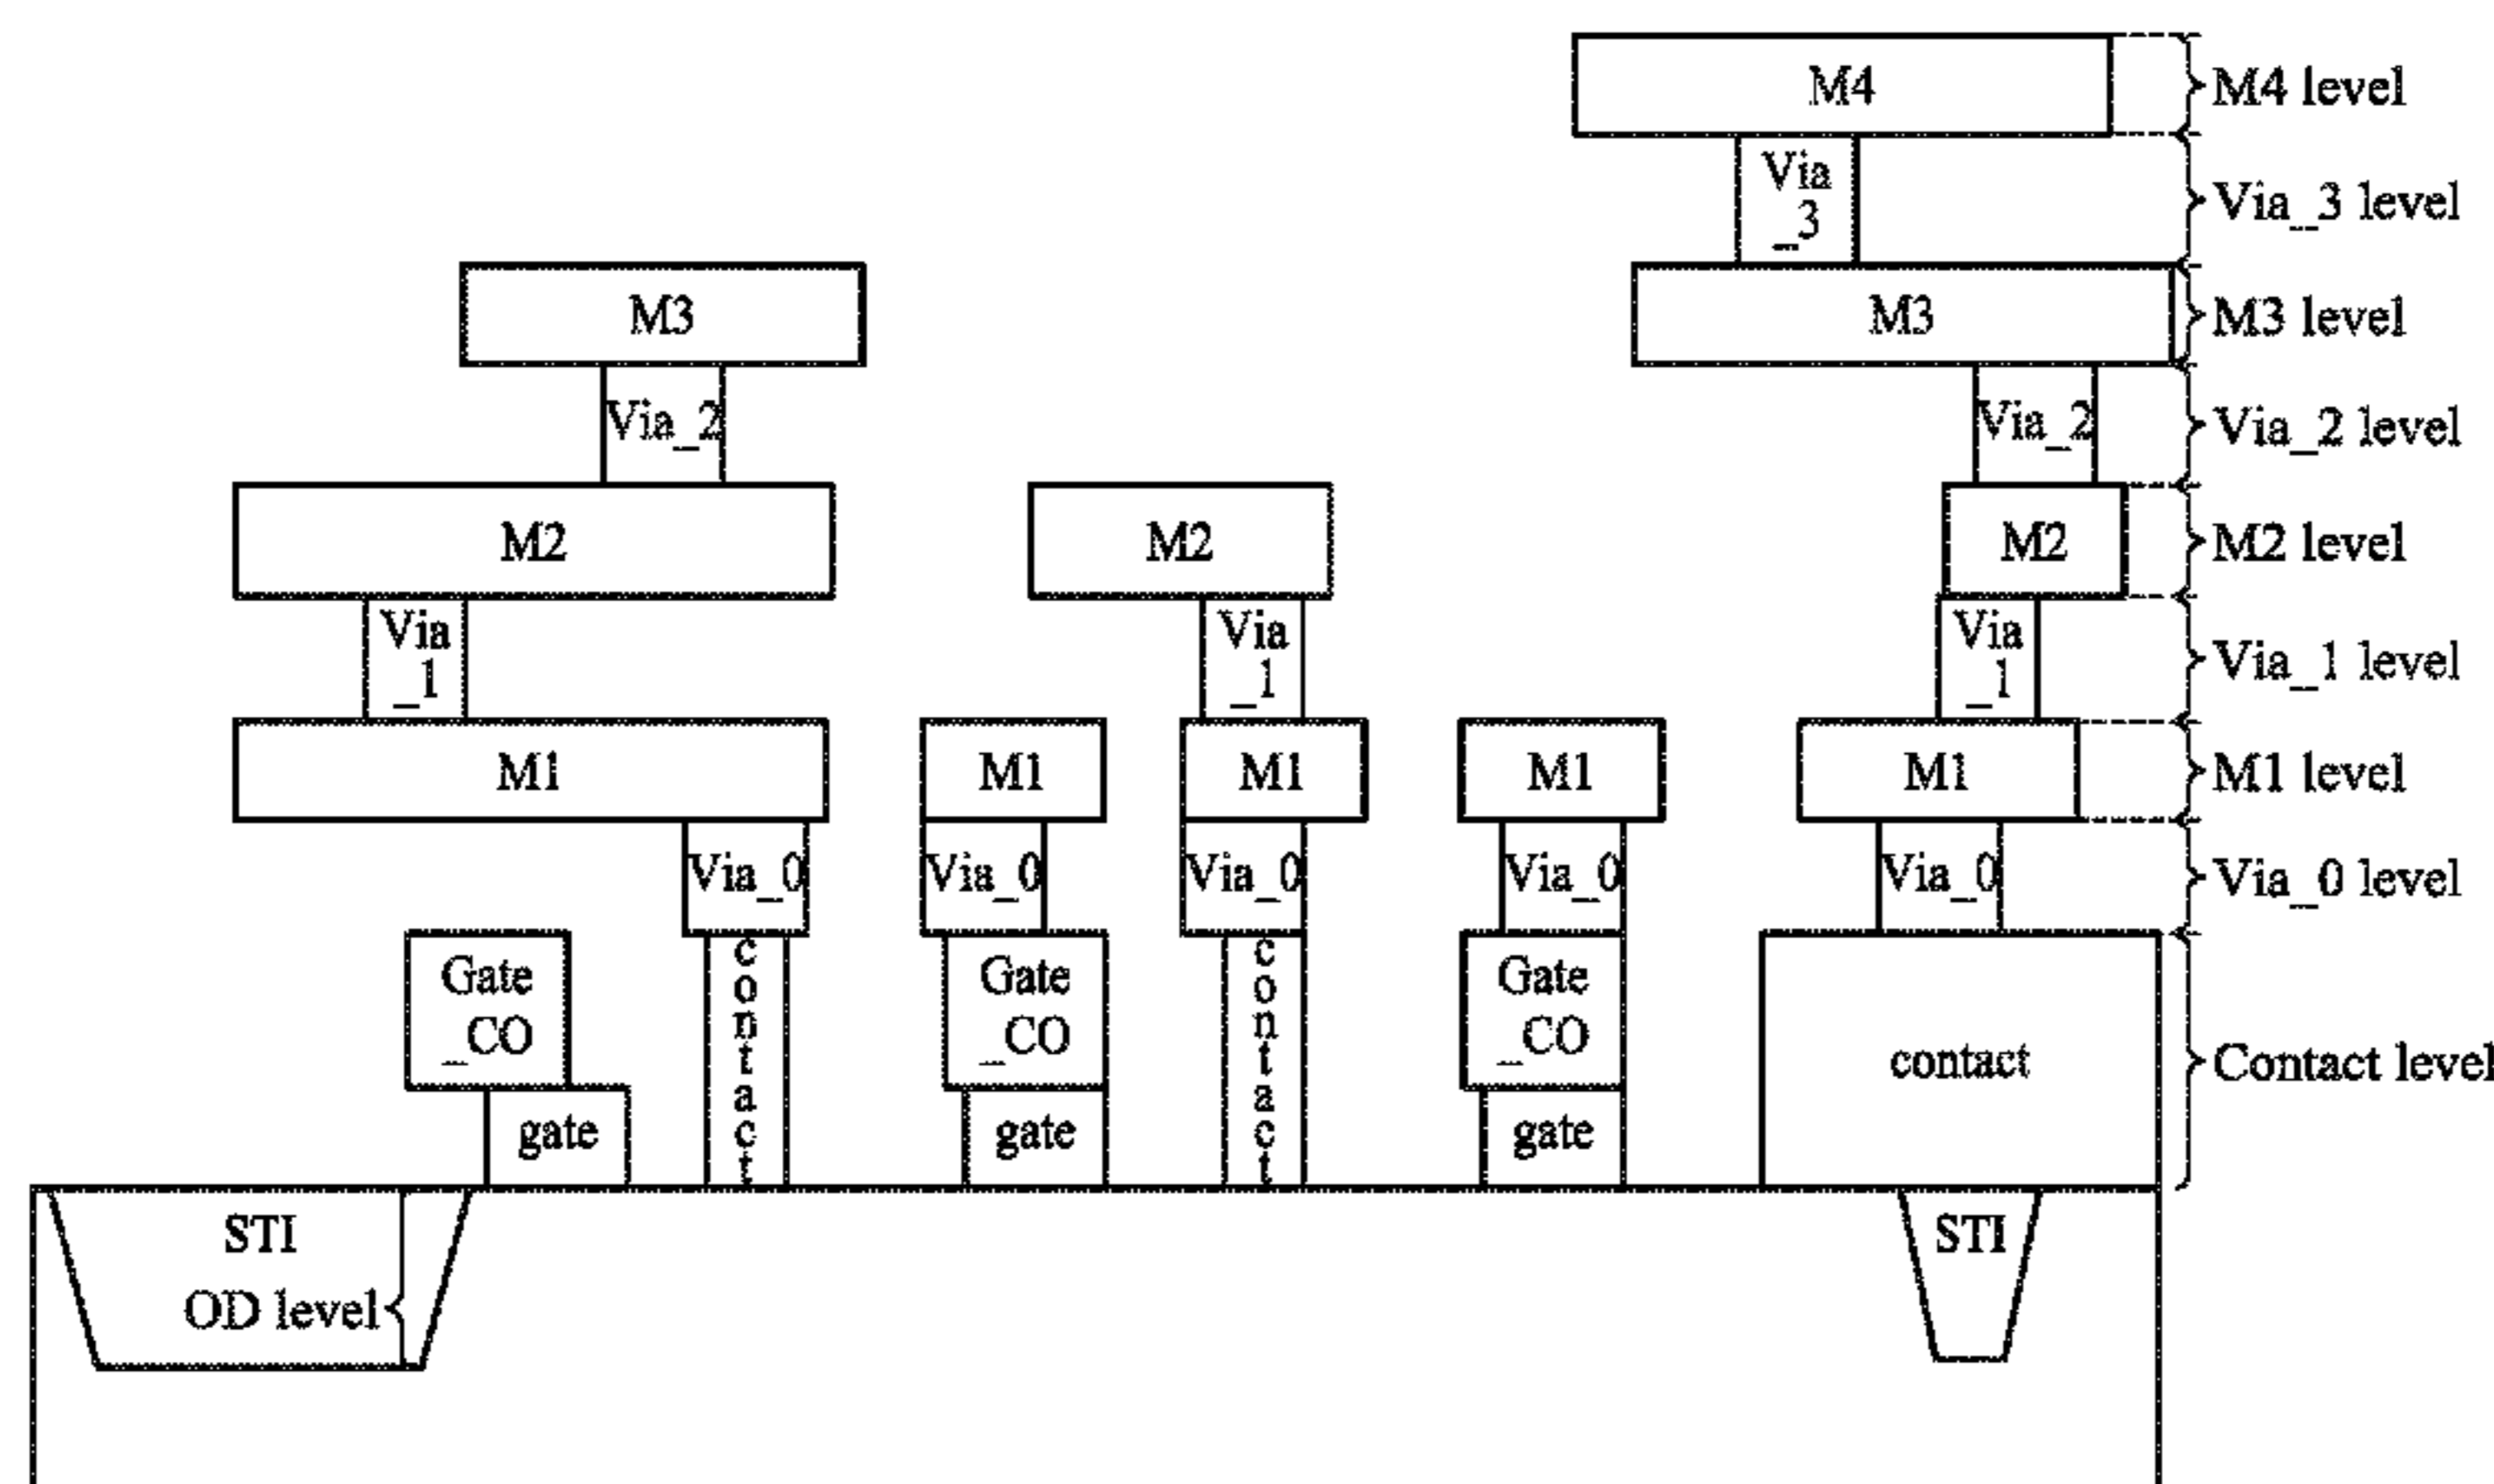 M4
M4 level
Via
_3
Via_3 level
M3
M3
M3 level
Via_2
Via_2
Via_2 level
M2
M2
M2
M2 level
Via
_1
Via
_1
Via
_1
Via_1 level
M1
M1
M1
M1
M1
M1 level
Via_0
Via_0
Via_0
Via_0
Via_0
Via_0 level
Gate
_CO
contact
Gate
_CO
contact
Gate
_CO
contact
Contact level
gate
gate
gate
STI
STI
OD level